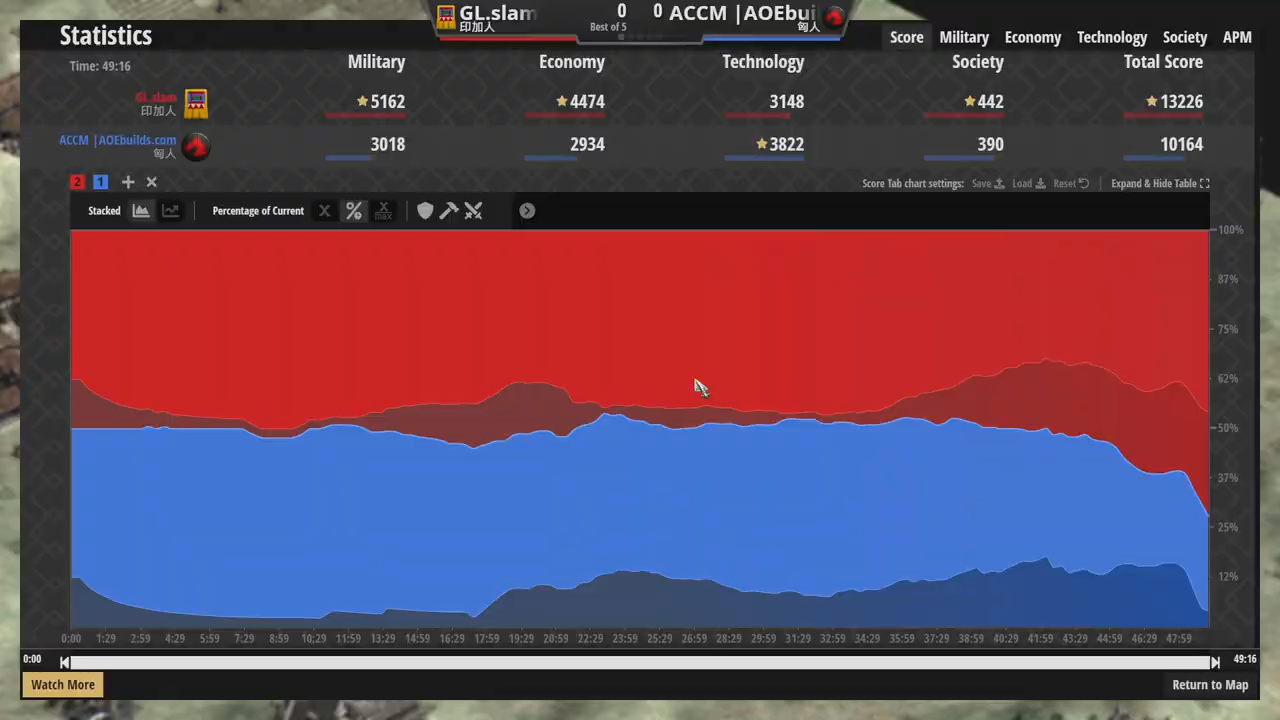 GL.slam
印加人
0
0
Best of 5
ACCM |AOEbui
匈人
Statistics
Score
Military
Economy
Technology
Society
APM
Time: 49:16
Military
Economy
Technology
Society
Total Score
GL.slam
印加人
5162
4474
3148
442
13226
ACCM |AOEbuilds.com
匈人
3018
2934
3822
390
10164
2
1
Score Tab chart settings:
Save
Load
Reset
Expand & Hide Table
Stacked
Percentage of Current
X
%
X max
100%
87%
75%
62%
50%
37%
25%
12%
0:00 1:29 2:59 4:29 5:59 7:29 8:59 10:29 11:59 13:29 14:59 16:29 17:59 19:29 20:59 22:29 23:59 25:29 26:59 28:29 29:59 31:29 32:59 34:29 35:59 37:29 38:59 40:29 41:59 43:29 44:59 46:29 47:59
0:00
49:16
Watch More
Return to Map